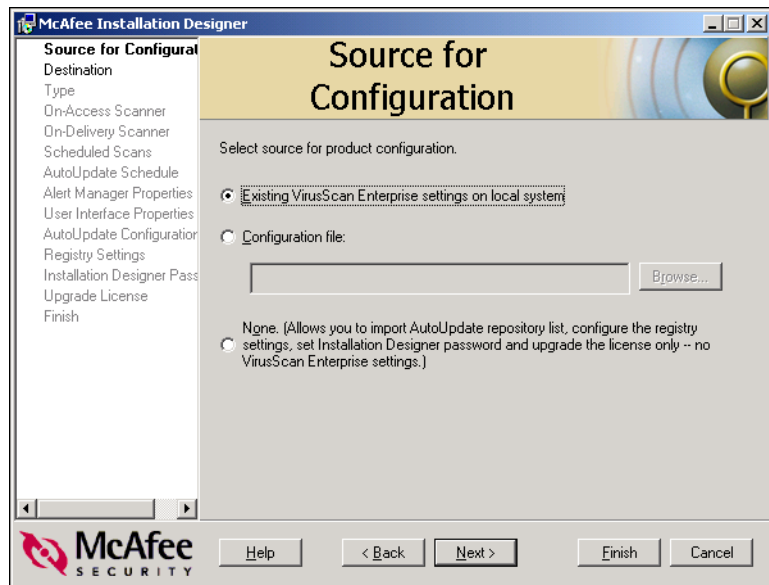 McAfee Installation Designer
Source for Configurat
Destination
Type
On-Access Scanner
On-Delivery Scanner
Scheduled Scans
AutoUpdate Schedule
Alert Manager Properties
User Interface Properties
AutoUpdate Configuration
Registry Settings
Installation Designer Pass
Upgrade License
Finish
Source for
Configuration
Select source for product configuration.
Existing VirusScan Enterprise settings on local system
Configuration file:
Browse...
None. (Allows you to import AutoUpdate repository list, configure the registry
settings, set Installation Designer password and upgrade the license only -- no
VirusScan Enterprise settings.)
McAfee
SECURITY
Help
< Back
Next >
Finish
Cancel